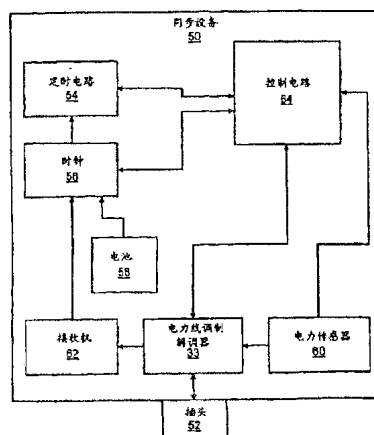 同步设备
50
定时电路
54
控制电路
64
时钟
56
电池
58
接收机
62
电力线调制
解调器
33
电力传感器
60
插头
52